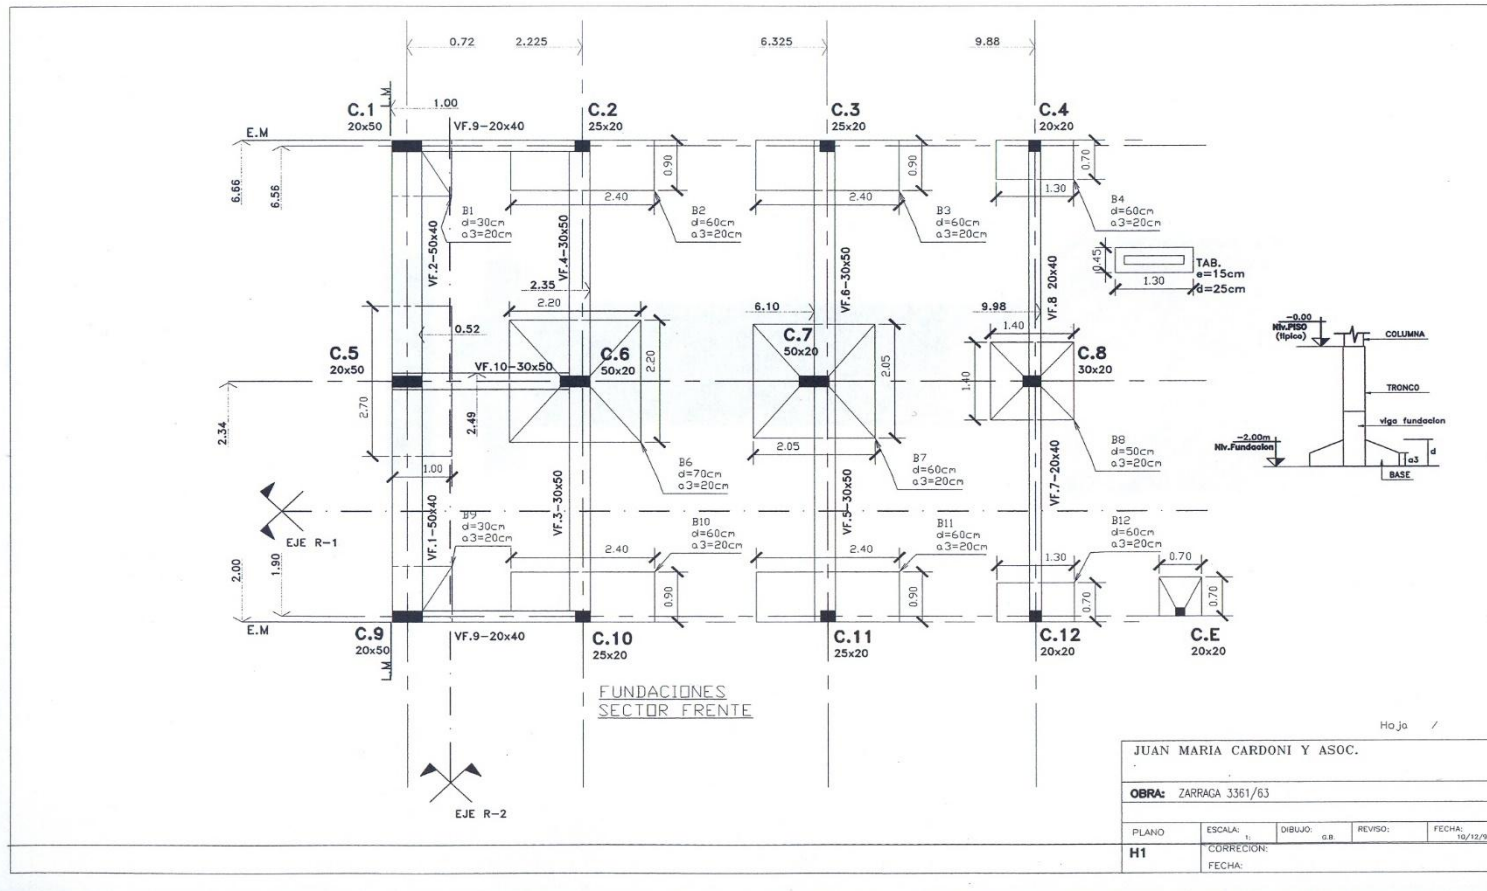 0.72
2.225
6.325
9.88
L.M
1.00
C.1
20x50
VF.9-20x40
C.2
25x20
C.3
25x20
C.4
20x20
E.M
6.66
6.56
0.90
0.90
0.70
2.40
2.40
1.30
B1
d=30cm
a3=20cm
B2
d=60cm
a3=20cm
B3
d=60cm
a3=20cm
B4
d=60cm
a3=20cm
VF.2-50x40
VF.4-30x50
VF.6-30x50
VF.8 20x40
0.45
1.30
TAB.
e=15cm
d=25cm
2.35
2.20
6.10
9.98
1.40
0.52
C.5
20x50
VF.10-30x50
C.6
50x20
2.20
C.7
50x20
2.05
1.40
C.8
30x20
2.34
2.70
2.49
1.00
2.05
B6
d=70cm
a3=20cm
B7
d=60cm
a3=20cm
B8
d=50cm
a3=20cm
-0.00
Niv.PISO
(tipico)
COLUMNA
TRONCO
viga fundacion
-2.00m
Niv.Fundacion
d
a3
BASE
VF.1-50x40
VF.3-30x50
VF.5-30x50
VF.7-20x40
EJE R-1
B9
d=30cm
a3=20cm
B10
d=60cm
a3=20cm
B11
d=60cm
a3=20cm
B12
d=60cm
a3=20cm
2.00
1.90
2.40
2.40
1.30
0.70
0.90
0.90
0.70
0.70
E.M
C.9
20x50
L.M
VF.9-20x40
C.10
25x20
C.11
25x20
C.12
20x20
C.E
20x20
FUNDACIONES
SECTOR FRENTE
EJE R-2
Hoja /
JUAN MARIA CARDONI Y ASOC.
OBRA: ZARRAGA 3361/63
PLANO
ESCALA: 1:
DIBUJO: G.B.
REVISO:
FECHA: 10/12/9
H1
CORRECION:
FECHA: